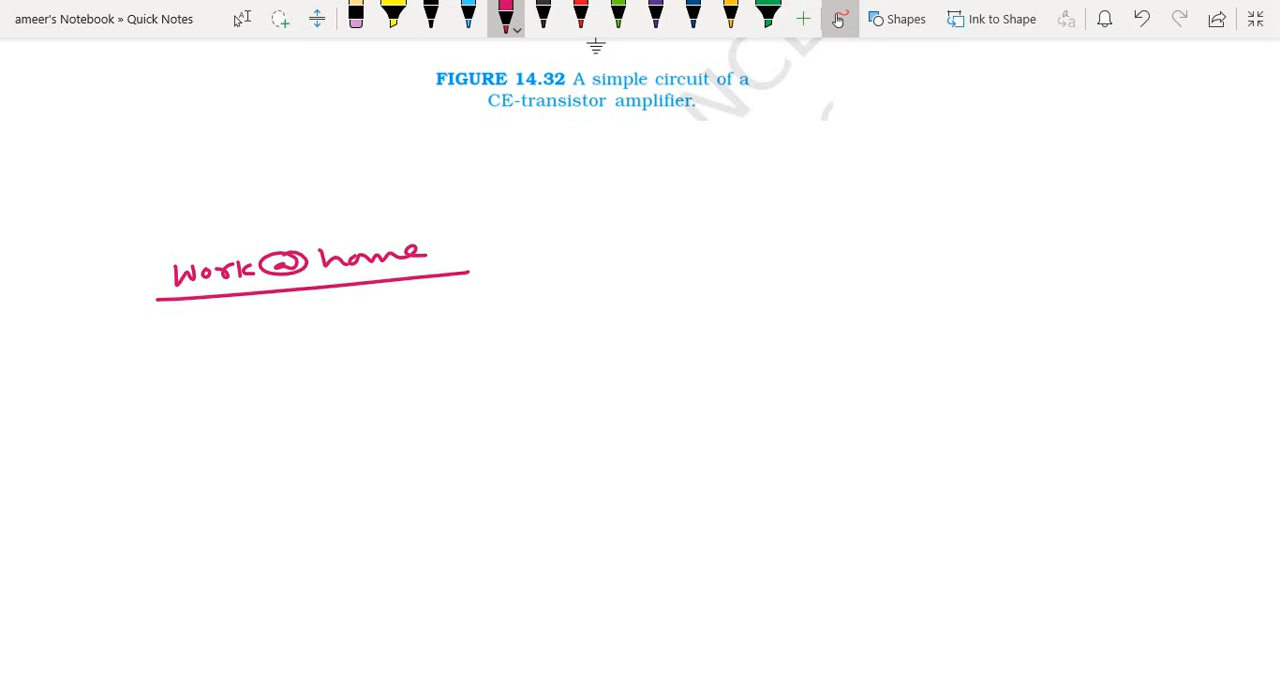 ameer's Notebook » Quick Notes
Shapes
Ink to Shape
FIGURE 14.32 A simple circuit of a
CE-transistor amplifier.
Work @ home